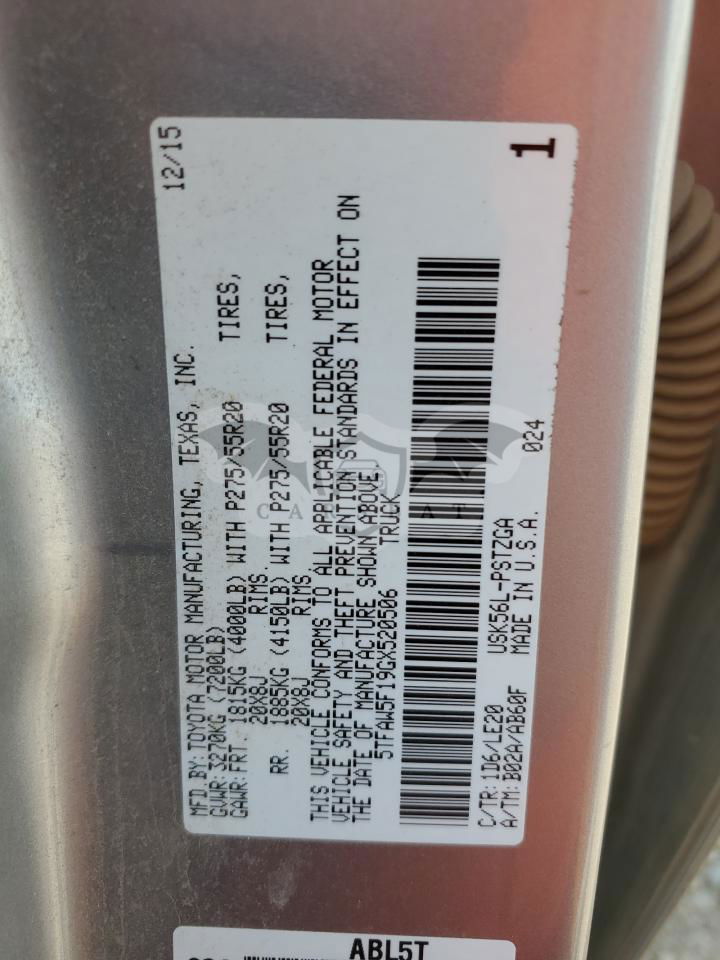 MFD. BY: TOYOTA MOTOR MANUFACTURING, TEXAS, INC. 12/15
GVWR: 3270KG (7200LB)
GAWR: FRT. 1815KG (4000LB) WITH P275/55R20 TIRES,
20X8J RIMS
RR. 1885KG (4150LB) WITH P275/55R20 TIRES,
20X8J RIMS
THIS VEHICLE CONFORMS TO ALL APPLICABLE FEDERAL MOTOR
VEHICLE SAFETY AND THEFT PREVENTION STANDARDS IN EFFECT ON
THE DATE OF MANUFACTURE SHOWN ABOVE.
5TFAW5F19GX520506 TRUCK
C/TR: 1D6/LE20 USK56L-PSTZGA 024
A/TM: B02A/AB60F MADE IN U.S.A.
1
ABL5T